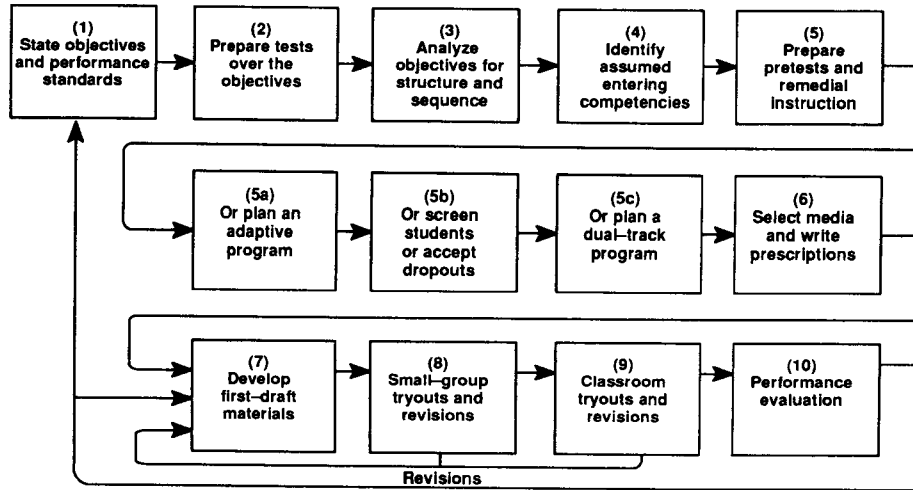 (1)
State objectives
and performance
standards
(2)
Prepare tests
over the
objectives
(3)
Analyze
objectives for
structure and
sequence
(4)
Identify
assumed
entering
competencies
(5)
Prepare
pretests and
remedial
instruction
(5a)
Or plan an
adaptive
program
(5b)
Or screen
students
or accept
dropouts
(5c)
Or plan a
dual–track
program
(6)
Select media
and write
prescriptions
(7)
Develop
first–draft
materials
(8)
Small–group
tryouts and
revisions
(9)
Classroom
tryouts and
revisions
(10)
Performance
evaluation
Revisions